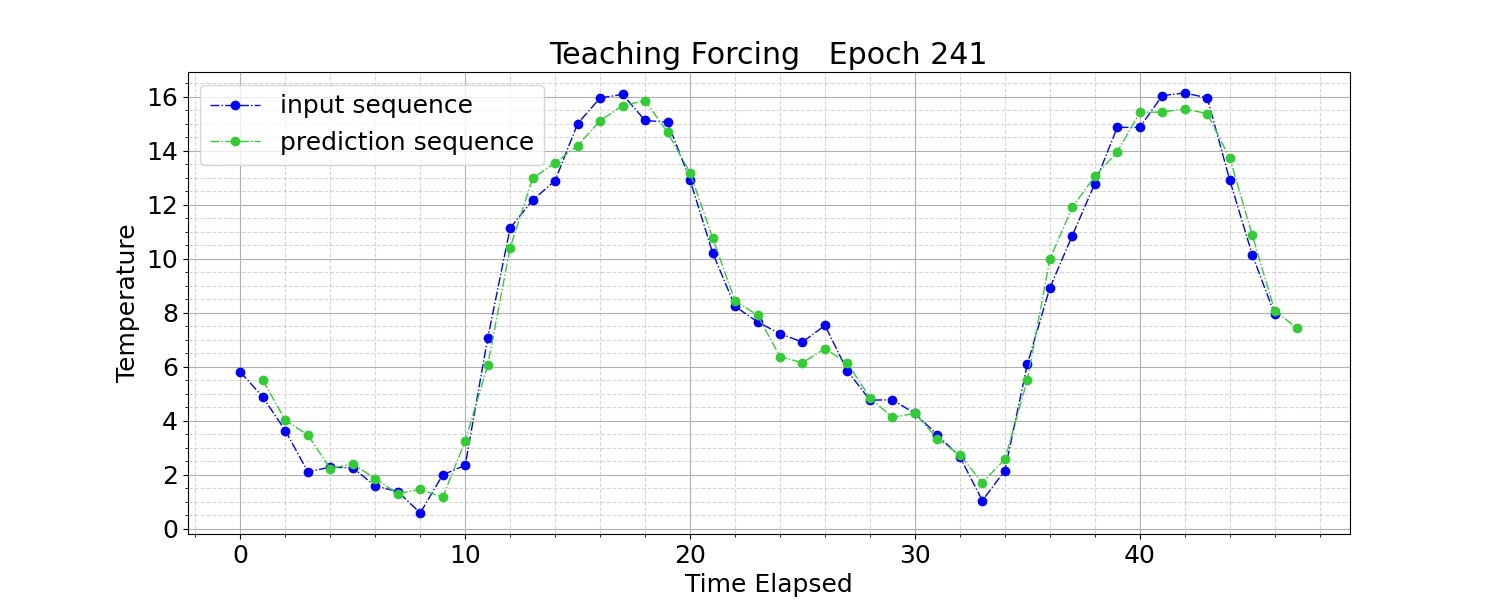 Teaching Forcing   Epoch 241
input sequence
prediction sequence
Temperature
16
14
12
10
8
6
4
2
0
0 10 20 30 40
Time Elapsed